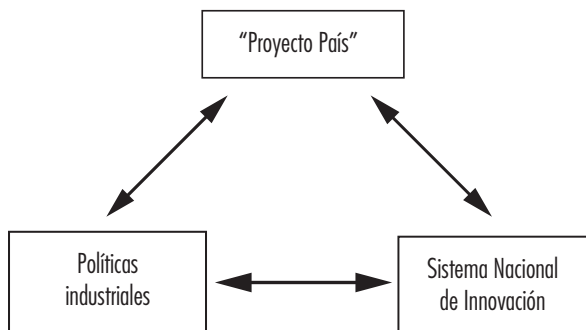 “Proyecto País”
Políticas
industriales
Sistema Nacional
de Innovación